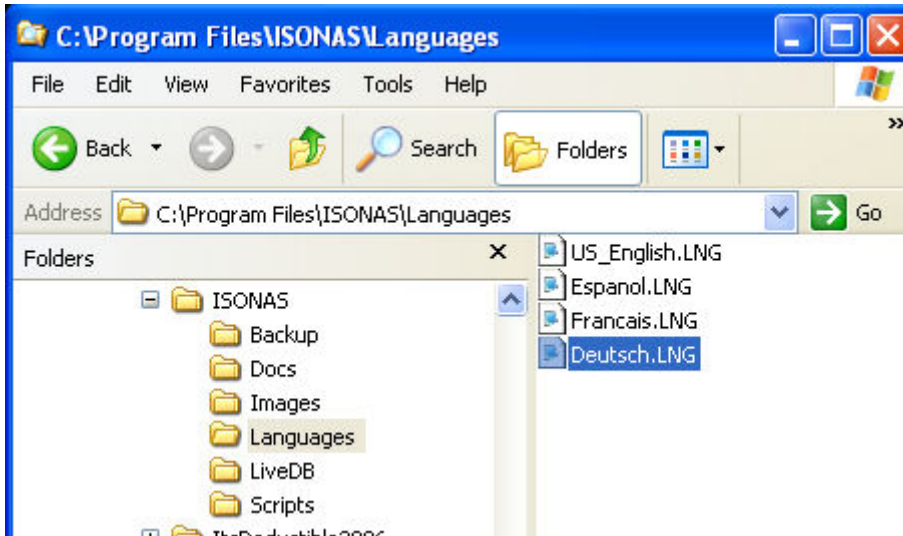 C:\Program Files\ISONAS\Languages
File Edit View Favorites Tools Help
Back Search Folders
Address C:\Program Files\ISONAS\Languages Go
Folders
ISONAS
Backup
Docs
Images
Languages
LiveDB
Scripts
ItsDeductible2006
US_English.LNG
Espanol.LNG
Francais.LNG
Deutsch.LNG